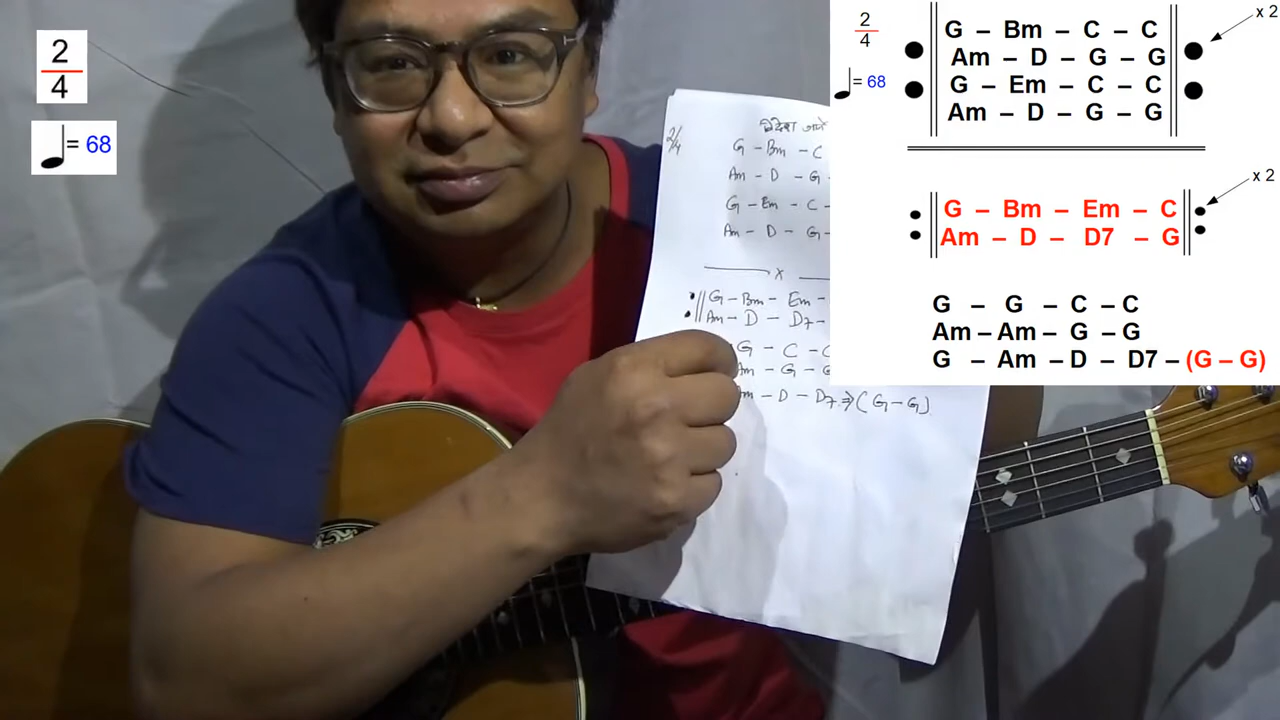 2
4
♩= 68
2/4
विदेश जाने
G - Bm - C
Am - D - G -
G - Em - C -
Am - D - G -
x
:|| G - Bm - Em -
Am - D - D7 -
G - C - C
Am - G - G
m - D - D7 ⇒ (G - G)
2
4
♩= 68
G – Bm – C – C
Am – D – G – G
G – Em – C – C
Am – D – G – G
x 2
G – Bm – Em – C
Am – D – D7 – G
x 2
G – G – C – C
Am – Am – G – G
G – Am – D – D7 – (G – G)